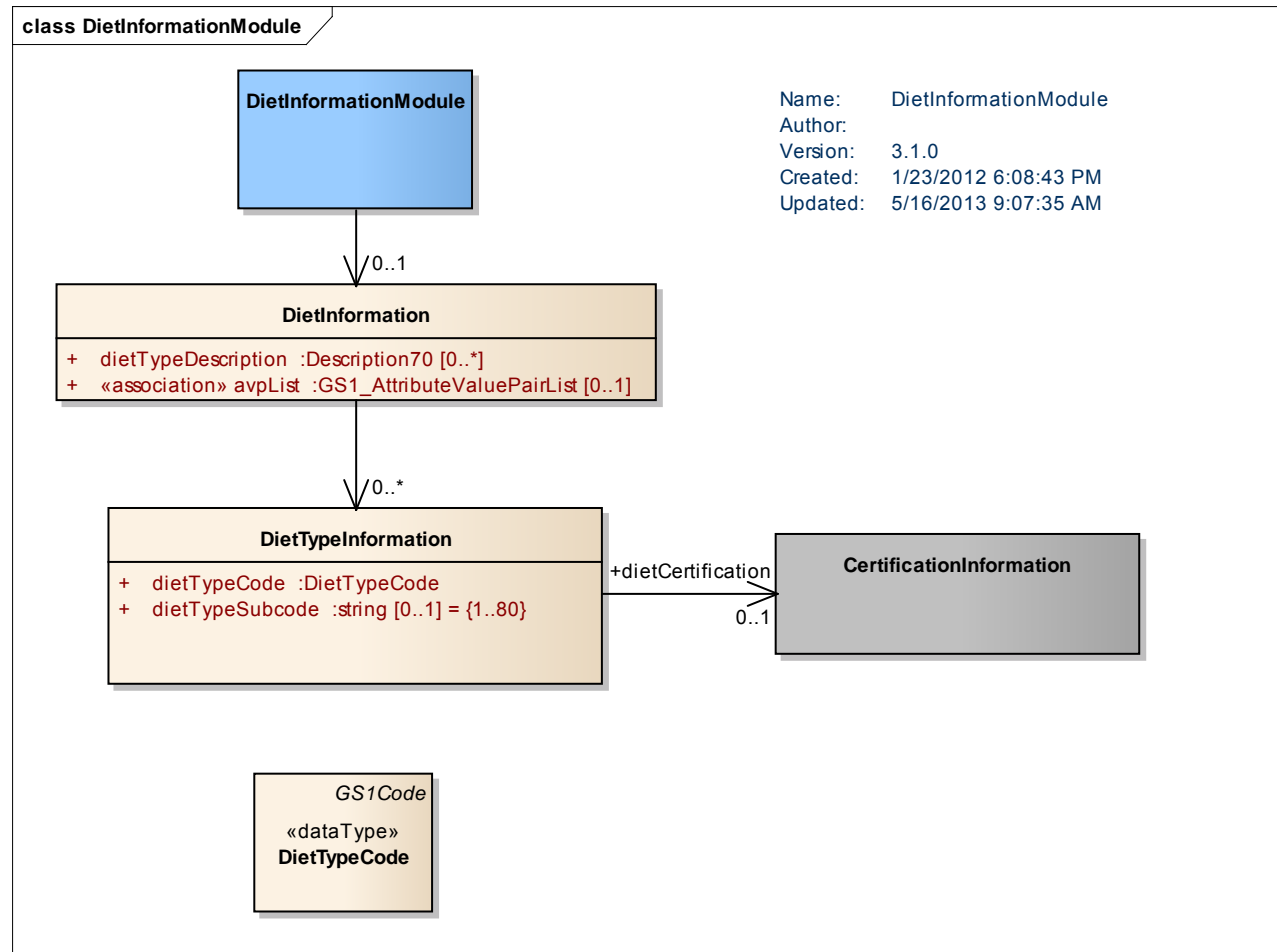 class DietInformationModule
DietInformationModule
Name: DietInformationModule
Author:
Version: 3.1.0
Created: 1/23/2012 6:08:43 PM
Updated: 5/16/2013 9:07:35 AM
0..1
DietInformation
+ dietTypeDescription :Description70 [0..*]
+ «association» avpList :GS1_AttributeValuePairList [0..1]
0..*
DietTypeInformation
+ dietTypeCode :DietTypeCode
+ dietTypeSubcode :string [0..1] = {1..80}
+dietCertification
0..1
CertificationInformation
GS1Code
«dataType»
DietTypeCode